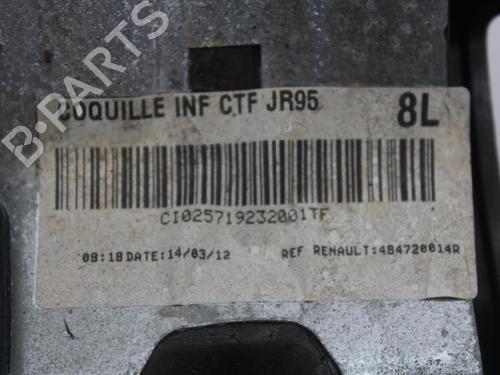 B-PARTS
COQUILLE INF CTF JR95 8L
CI025719232001TF
08:18 DATE:14/03/12 REF RENAULT:484720014R